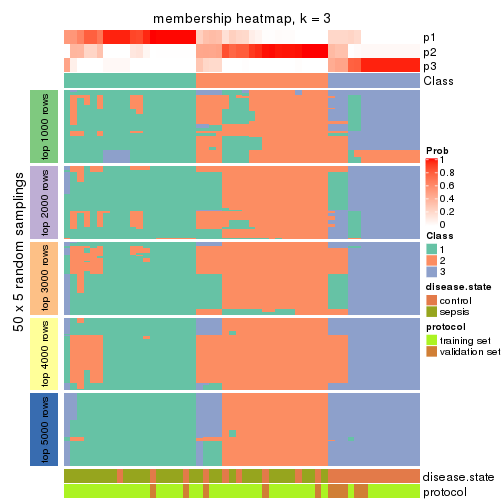 membership heatmap, k = 3
p1
p2
p3
Class
50 x 5 random samplings
top 1000 rows
top 2000 rows
top 3000 rows
top 4000 rows
top 5000 rows
Prob
1
0.8
0.6
0.4
0.2
0
Class
1
2
3
disease.state
control
sepsis
protocol
training set
validation set
disease.state
protocol